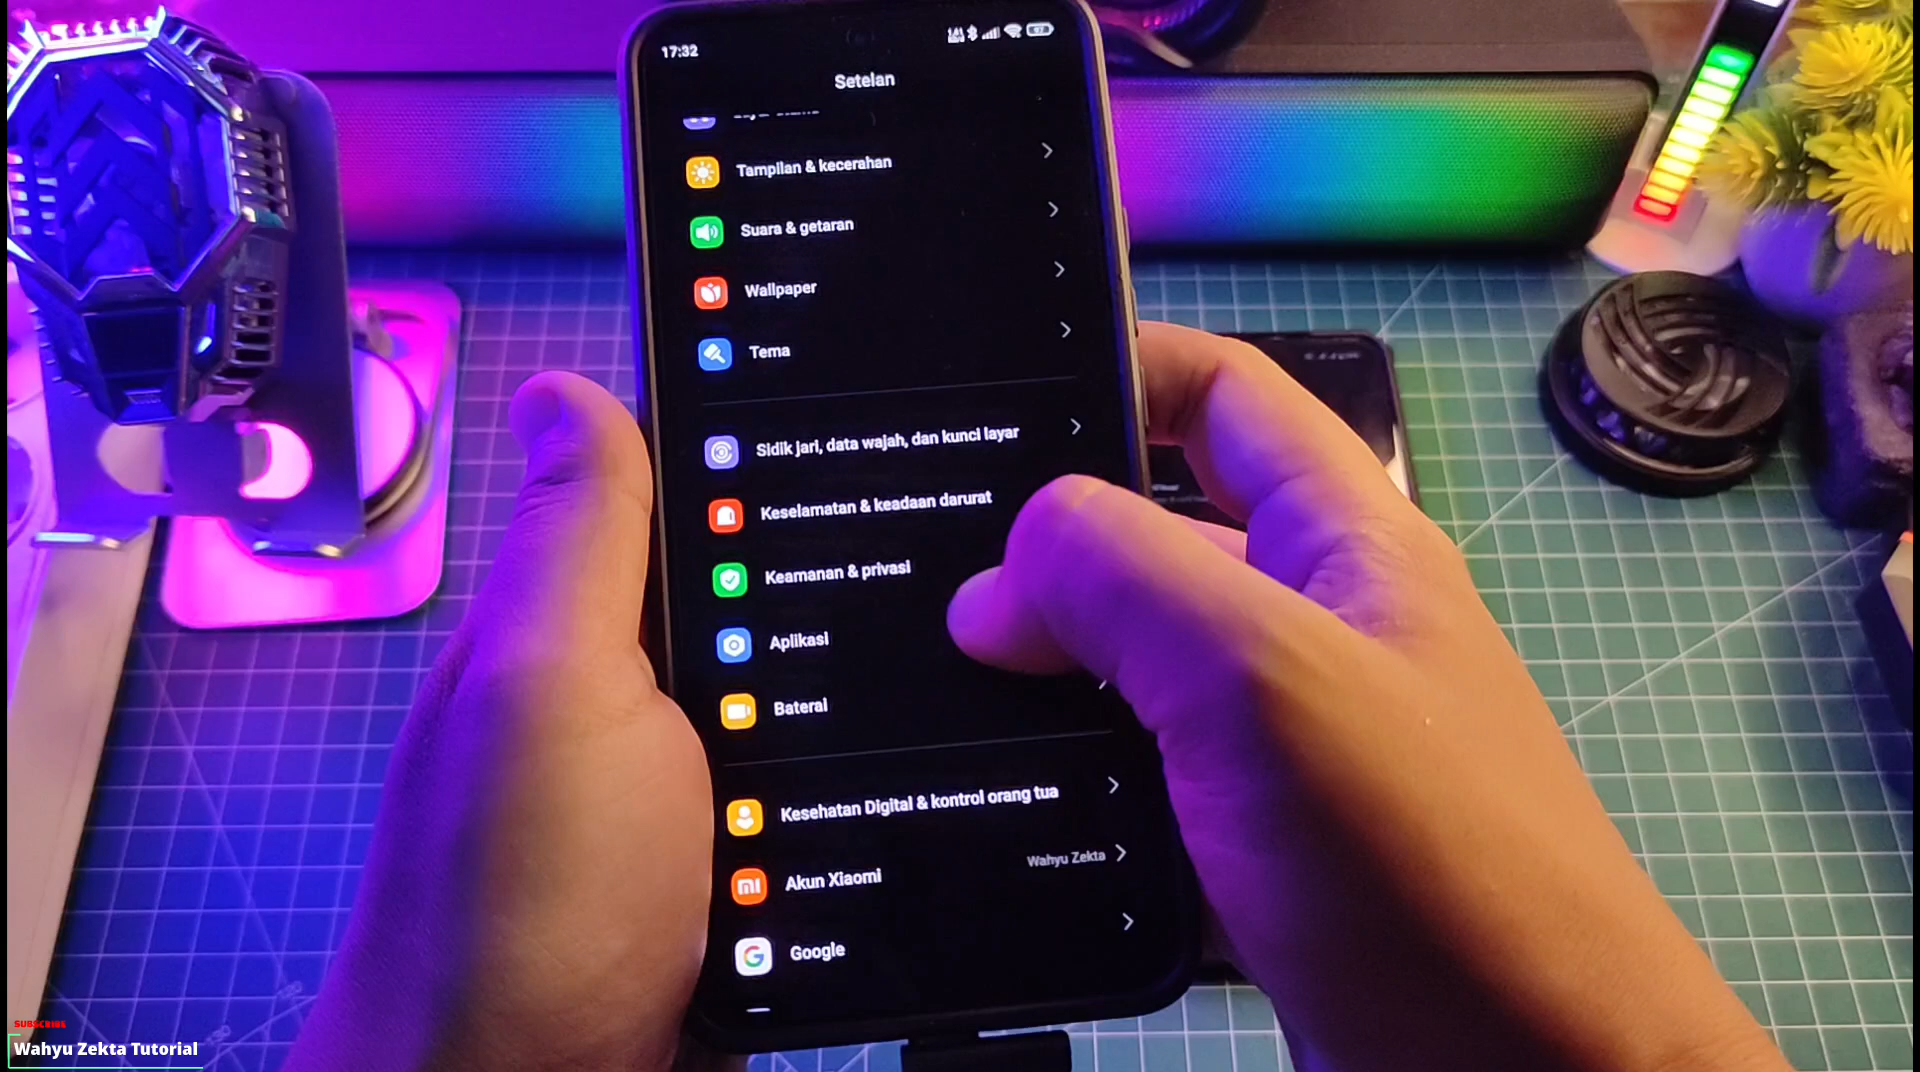 17:32
Setelan
Tampilan & kecerahan
Suara & getaran
Wallpaper
Tema
Sidik jari, data wajah, dan kunci layar
Keselamatan & keadaan darurat
Keamanan & privasi
Aplikasi
Baterai
Kesehatan Digital & kontrol orang tua
Akun Xiaomi
Wahyu Zekta
Google
SUBSCRIBE
Wahyu Zekta Tutorial